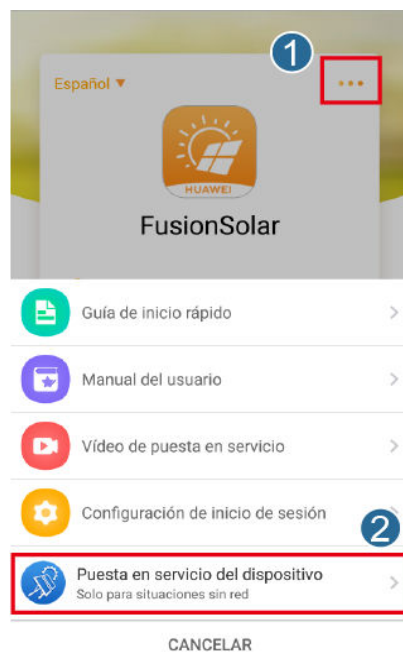 1
Español ▼
HUAWEI
FusionSolar
Guía de inicio rápido
Manual del usuario
Vídeo de puesta en servicio
Configuración de inicio de sesión
2
Puesta en servicio del dispositivo
Solo para situaciones sin red
CANCELAR